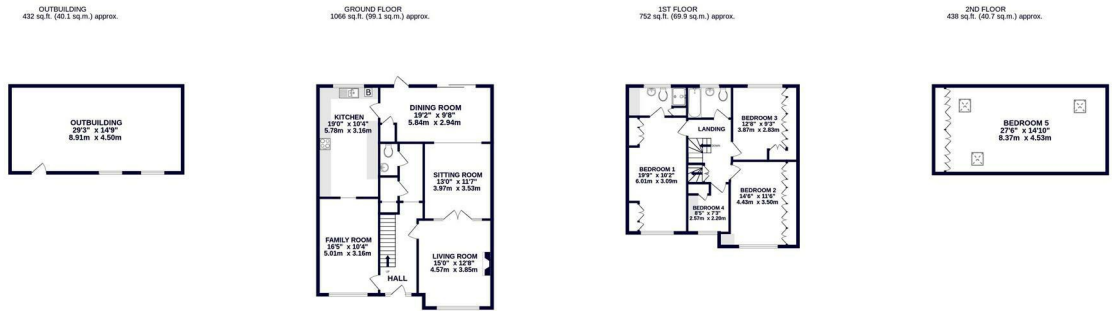 OUTBUILDING
432 sq.ft. (40.1 sq.m.) approx.
OUTBUILDING
29'3" x 14'9"
8.91m x 4.50m
GROUND FLOOR
1066 sq.ft. (99.1 sq.m.) approx.
B
KITCHEN
19'0" x 10'4"
5.78m x 3.16m
DINING ROOM
19'2" x 9'8"
5.84m x 2.94m
SITTING ROOM
13'0" x 11'7"
3.97m x 3.53m
FAMILY ROOM
16'5" x 10'4"
5.01m x 3.16m
LIVING ROOM
15'0" x 12'8"
4.57m x 3.85m
HALL
1ST FLOOR
752 sq.ft. (69.9 sq.m.) approx.
BEDROOM 3
12'8" x 9'3"
3.87m x 2.83m
LANDING
BEDROOM 1
19'9" x 10'2"
6.01m x 3.09m
BEDROOM 2
14'6" x 11'6"
4.43m x 3.50m
BEDROOM 4
8'5" x 7'3"
2.57m x 2.20m
2ND FLOOR
438 sq.ft. (40.7 sq.m.) approx.
BEDROOM 5
27'6" x 14'10"
8.37m x 4.53m